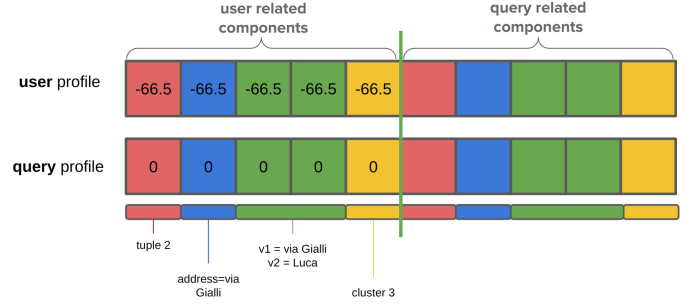 user related
components
query related
components
user profile
-66.5 -66.5 -66.5 -66.5 -66.5
query profile
0 0 0 0 0
tuple 2
address=via
Gialli
v1 = via Gialli
v2 = Luca
cluster 3